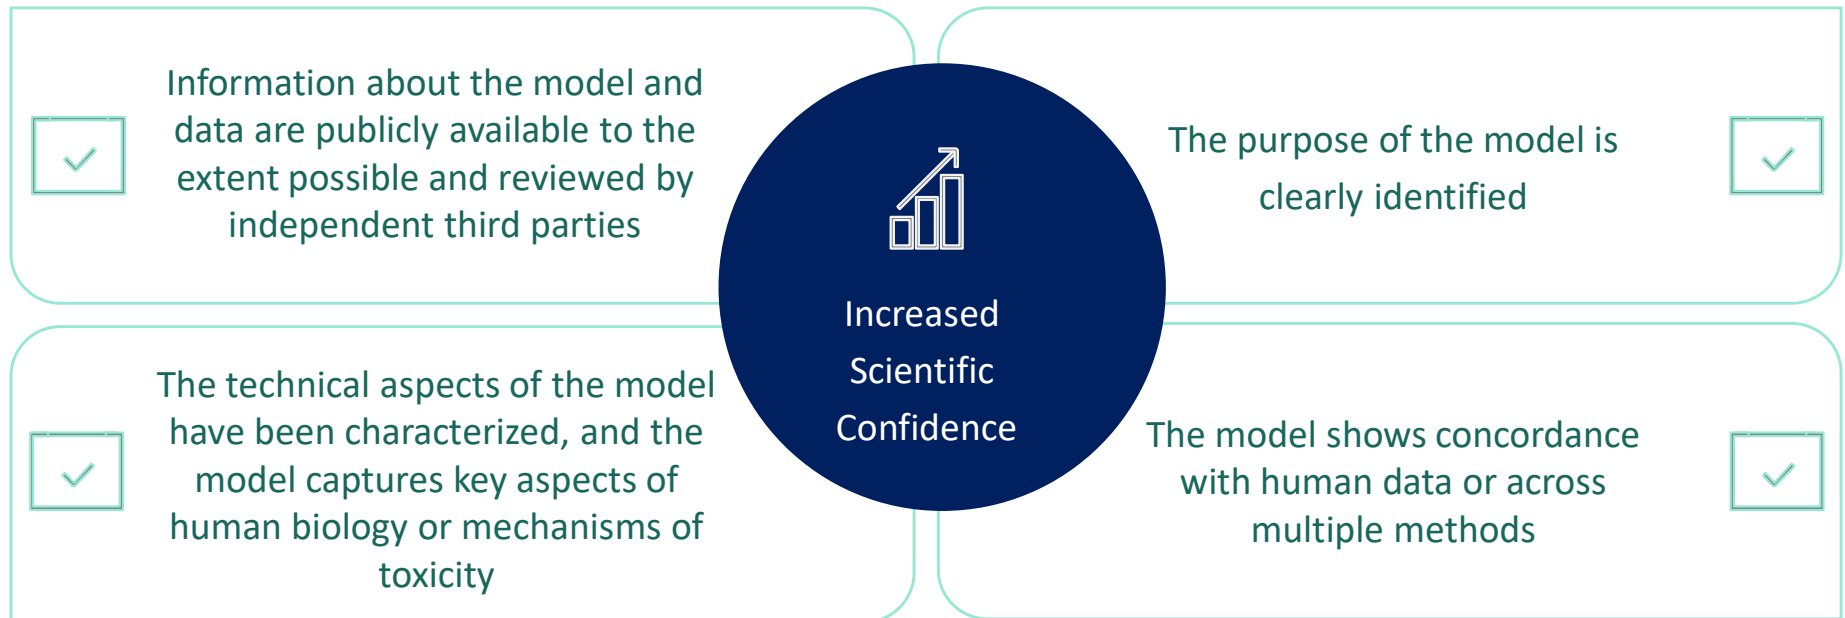 Information about the model and
data are publicly available to the
extent possible and reviewed by
independent third parties
The purpose of the model is
clearly identified
Increased
Scientific
Confidence
The technical aspects of the model
have been characterized, and the
model captures key aspects of
human biology or mechanisms of
toxicity
The model shows concordance
with human data or across
multiple methods